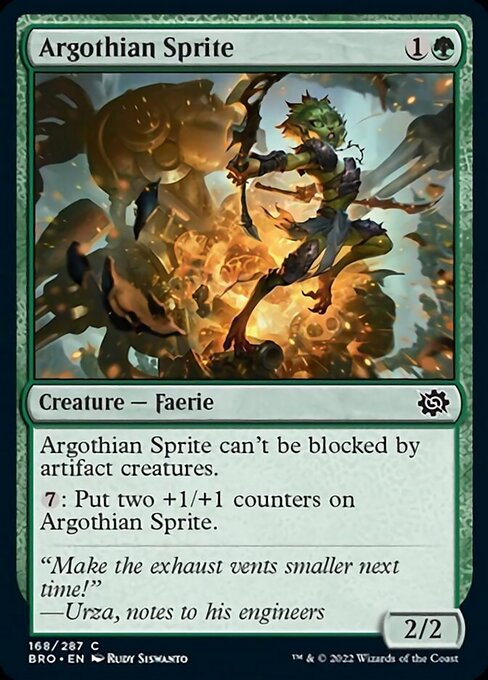 Argothian Sprite 1
Creature — Faerie
Argothian Sprite can't be blocked by
artifact creatures.
7: Put two +1/+1 counters on
Argothian Sprite.
“Make the exhaust vents smaller next
time!”
—Urza, notes to his engineers
2/2
168/287 C
BRO • EN Rudy Siswanto
™ & © 2022 Wizards of the Coast